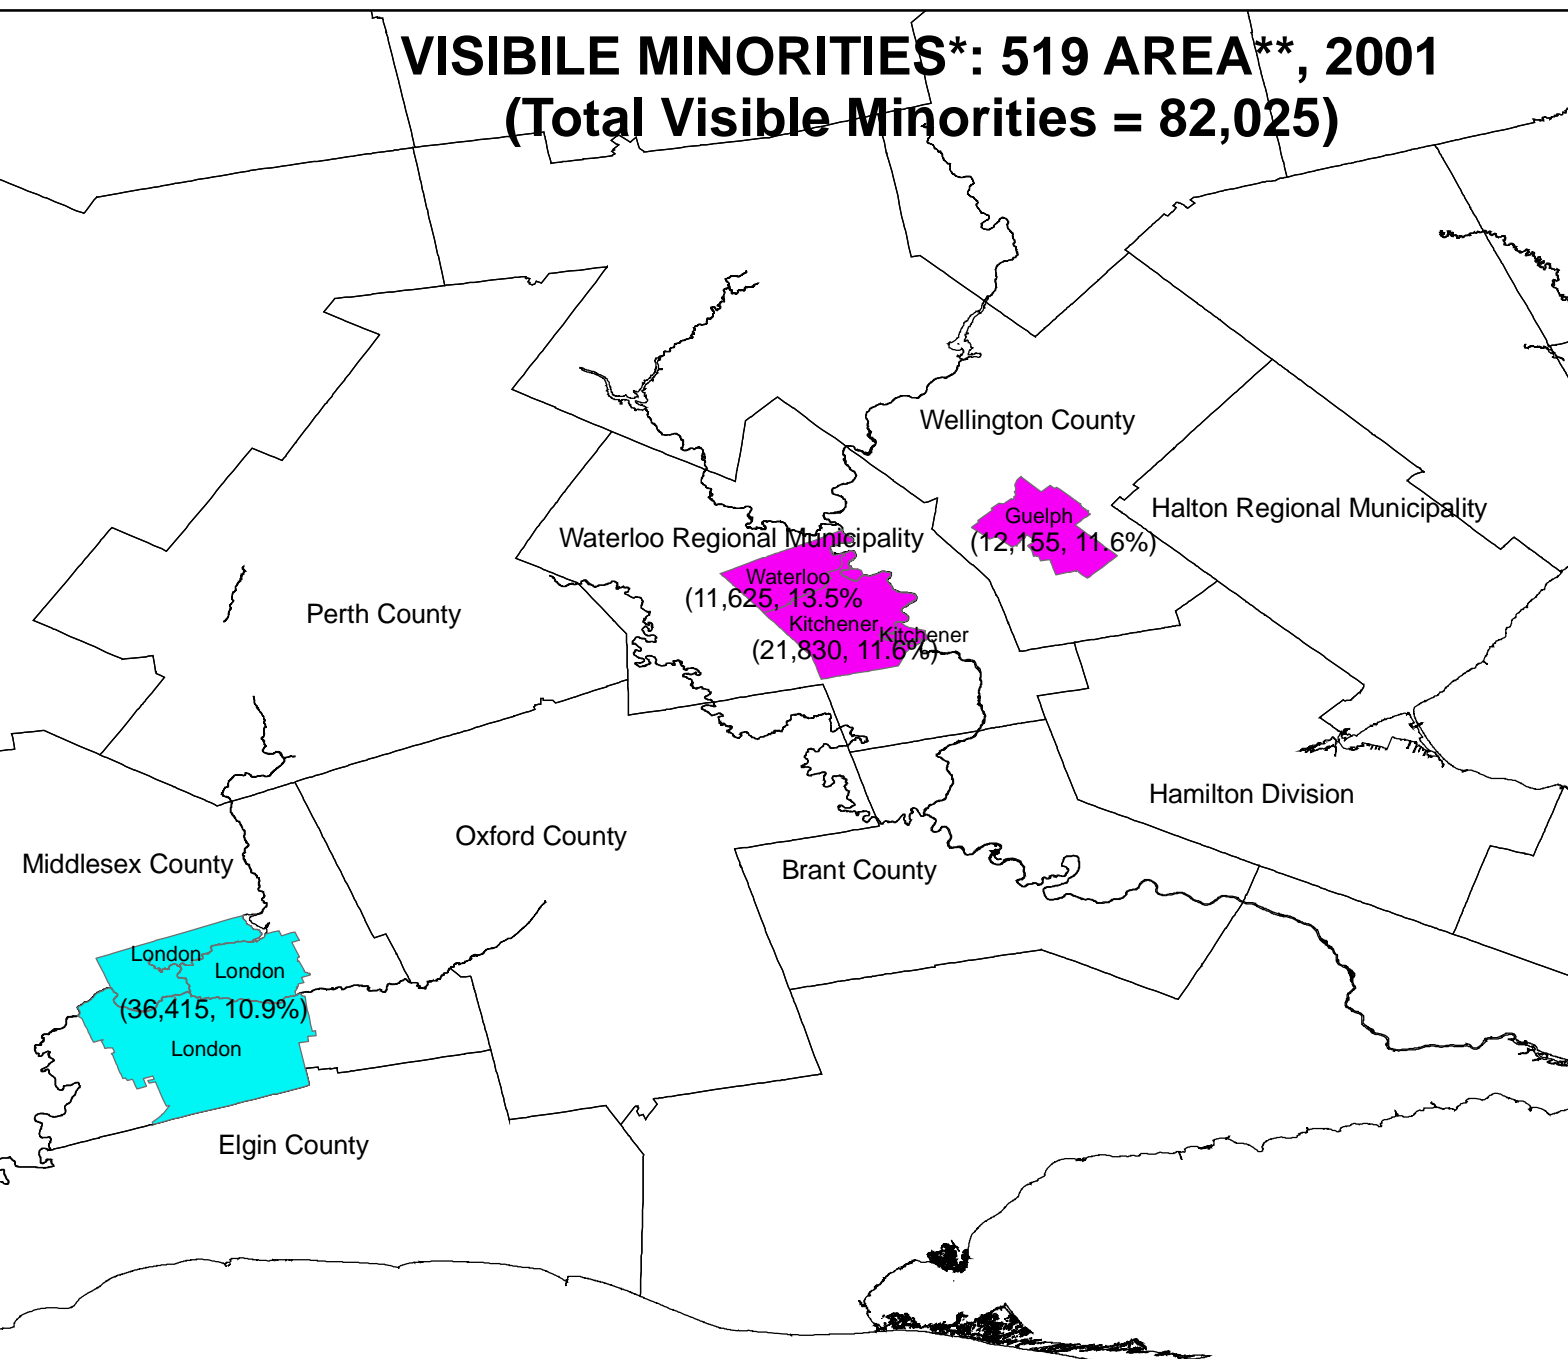 VISIBILE MINORITIES*: 519 AREA**, 2001
(Total Visible Minorities = 82,025)
Wellington County
Guelph
(12,155, 11.6%)
Halton Regional Municipality
Waterloo Regional Municipality
Waterloo
(11,625, 13.5%
Kitchener
Kitchener
(21,830, 11.6%)
Perth County
Hamilton Division
Oxford County
Middlesex County
Brant County
London
London
(36,415, 10.9%)
London
Elgin County